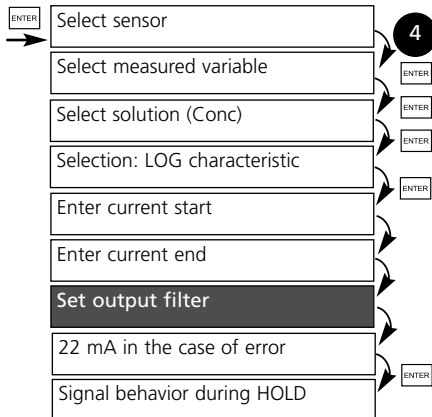 ENTER
Select sensor
4
Select measured variable
ENTER
Select solution (Conc)
ENTER
ENTER
Selection: LOG characteristic
ENTER
Enter current start
Enter current end
Set output filter
22 mA in the case of error
ENTER
Signal behavior during HOLD